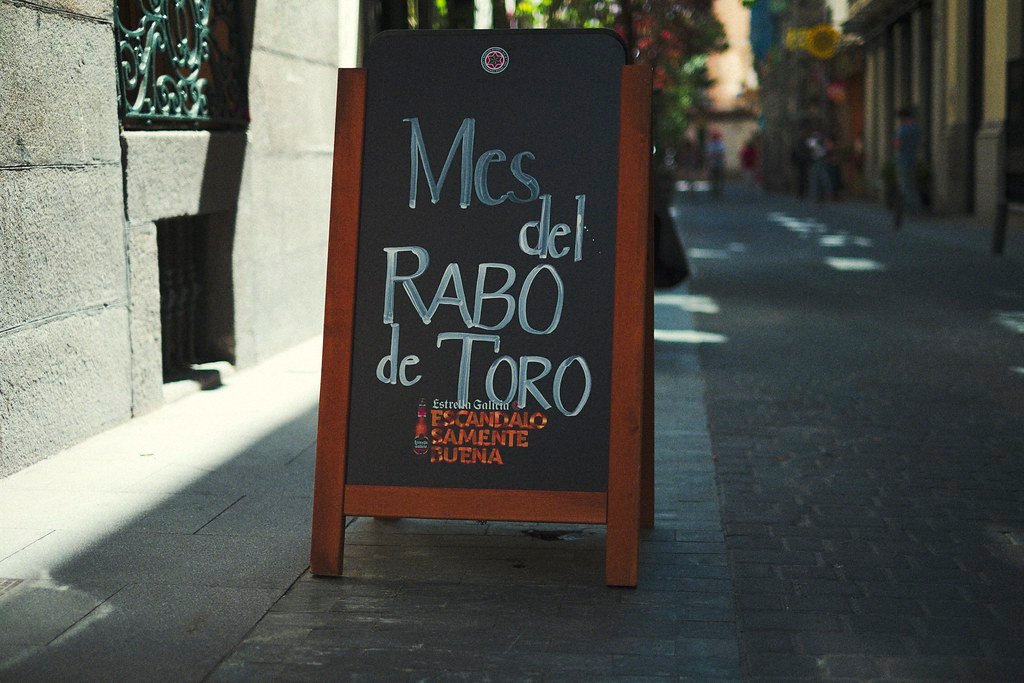 Mes
del
RABO
de TORO
Estrella Galicia
ESCANDALO
SAMENTE
BUENA